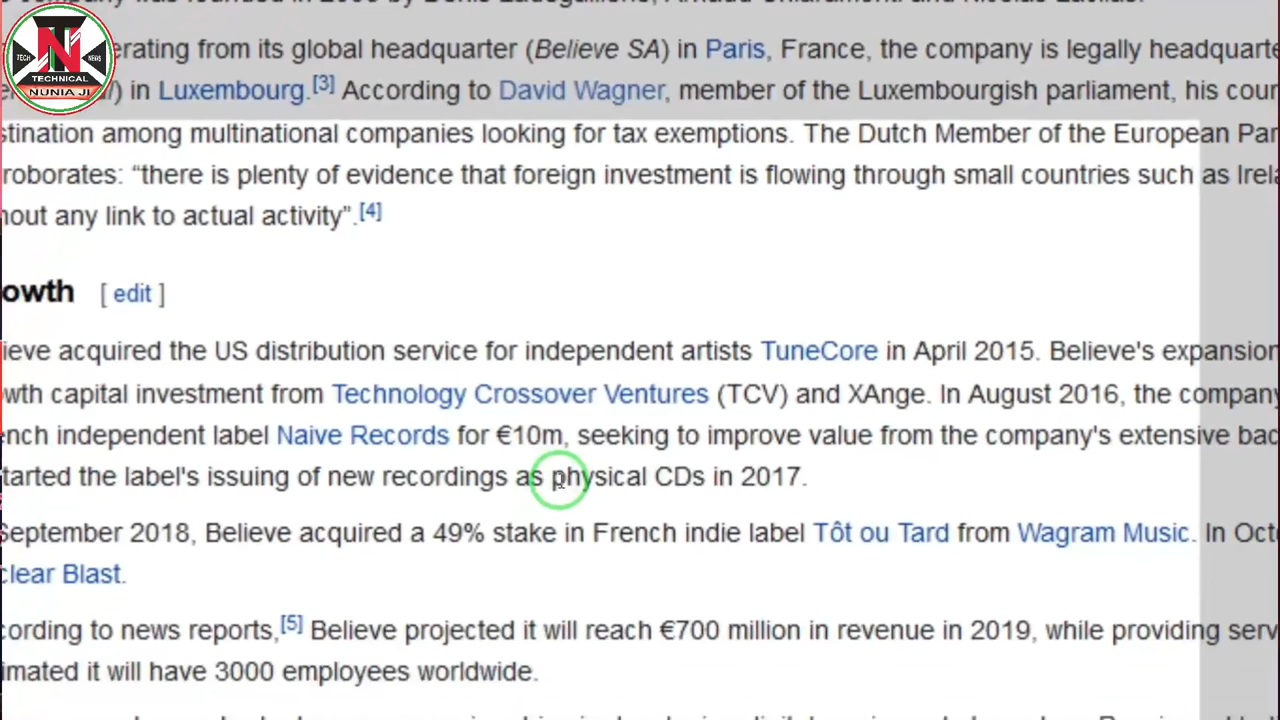 TECH NEWS
TECHNICAL
NUNIA JI
erating from its global headquarter (Believe SA) in Paris, France, the company is legally headquarte
) in Luxembourg.[3] According to David Wagner, member of the Luxembourgish parliament, his cour
stination among multinational companies looking for tax exemptions. The Dutch Member of the European Par
roborates: “there is plenty of evidence that foreign investment is flowing through small countries such as Irela
hout any link to actual activity”.[4]
owth [ edit ]
ieve acquired the US distribution service for independent artists TuneCore in April 2015. Believe's expansion
wth capital investment from Technology Crossover Ventures (TCV) and XAnge. In August 2016, the company
ench independent label Naive Records for €10m, seeking to improve value from the company's extensive bac
tarted the label's issuing of new recordings as physical CDs in 2017.
September 2018, Believe acquired a 49% stake in French indie label Tôt ou Tard from Wagram Music. In Octo
clear Blast.
cording to news reports,[5] Believe projected it will reach €700 million in revenue in 2019, while providing serv
imated it will have 3000 employees worldwide.